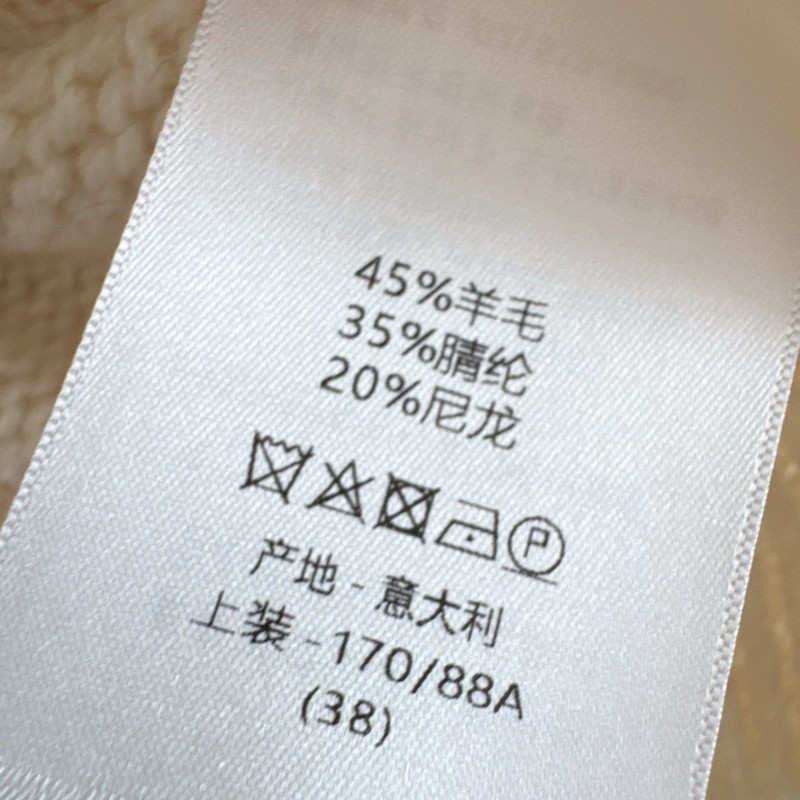 45%羊毛
35%腈纶
20%尼龙
P
产地 - 意大利
上装 - 170/88A
(38)